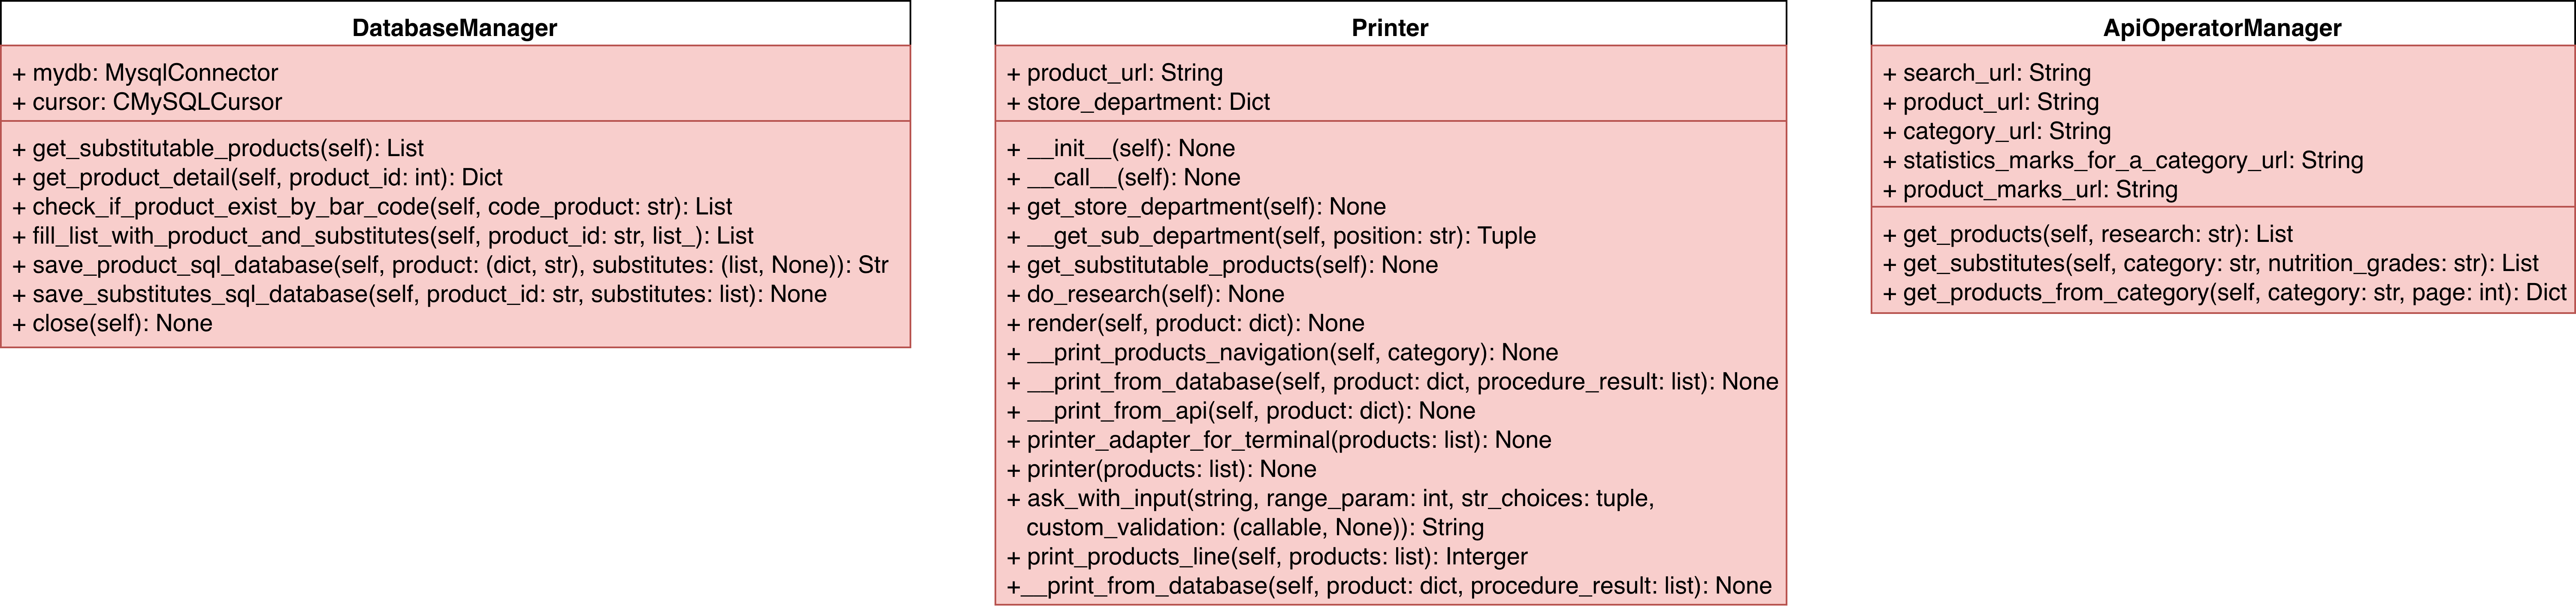 DatabaseManager
+ mydb: MysqlConnector
+ cursor: CMySQLCursor
+ get_substitutable_products(self): List
+ get_product_detail(self, product_id: int): Dict
+ check_if_product_exist_by_bar_code(self, code_product: str): List
+ fill_list_with_product_and_substitutes(self, product_id: str, list_): List
+ save_product_sql_database(self, product: (dict, str), substitutes: (list, None)): Str
+ save_substitutes_sql_database(self, product_id: str, substitutes: list): None
+ close(self): None
Printer
+ product_url: String
+ store_department: Dict
+ __init__(self): None
+ __call__(self): None
+ get_store_department(self): None
+ __get_sub_department(self, position: str): Tuple
+ get_substitutable_products(self): None
+ do_research(self): None
+ render(self, product: dict): None
+ __print_products_navigation(self, category): None
+ __print_from_database(self, product: dict, procedure_result: list): None
+ __print_from_api(self, product: dict): None
+ printer_adapter_for_terminal(products: list): None
+ printer(products: list): None
+ ask_with_input(string, range_param: int, str_choices: tuple,
custom_validation: (callable, None)): String
+ print_products_line(self, products: list): Interger
+__print_from_database(self, product: dict, procedure_result: list): None
ApiOperatorManager
+ search_url: String
+ product_url: String
+ category_url: String
+ statistics_marks_for_a_category_url: String
+ product_marks_url: String
+ get_products(self, research: str): List
+ get_substitutes(self, category: str, nutrition_grades: str): List
+ get_products_from_category(self, category: str, page: int): Dict